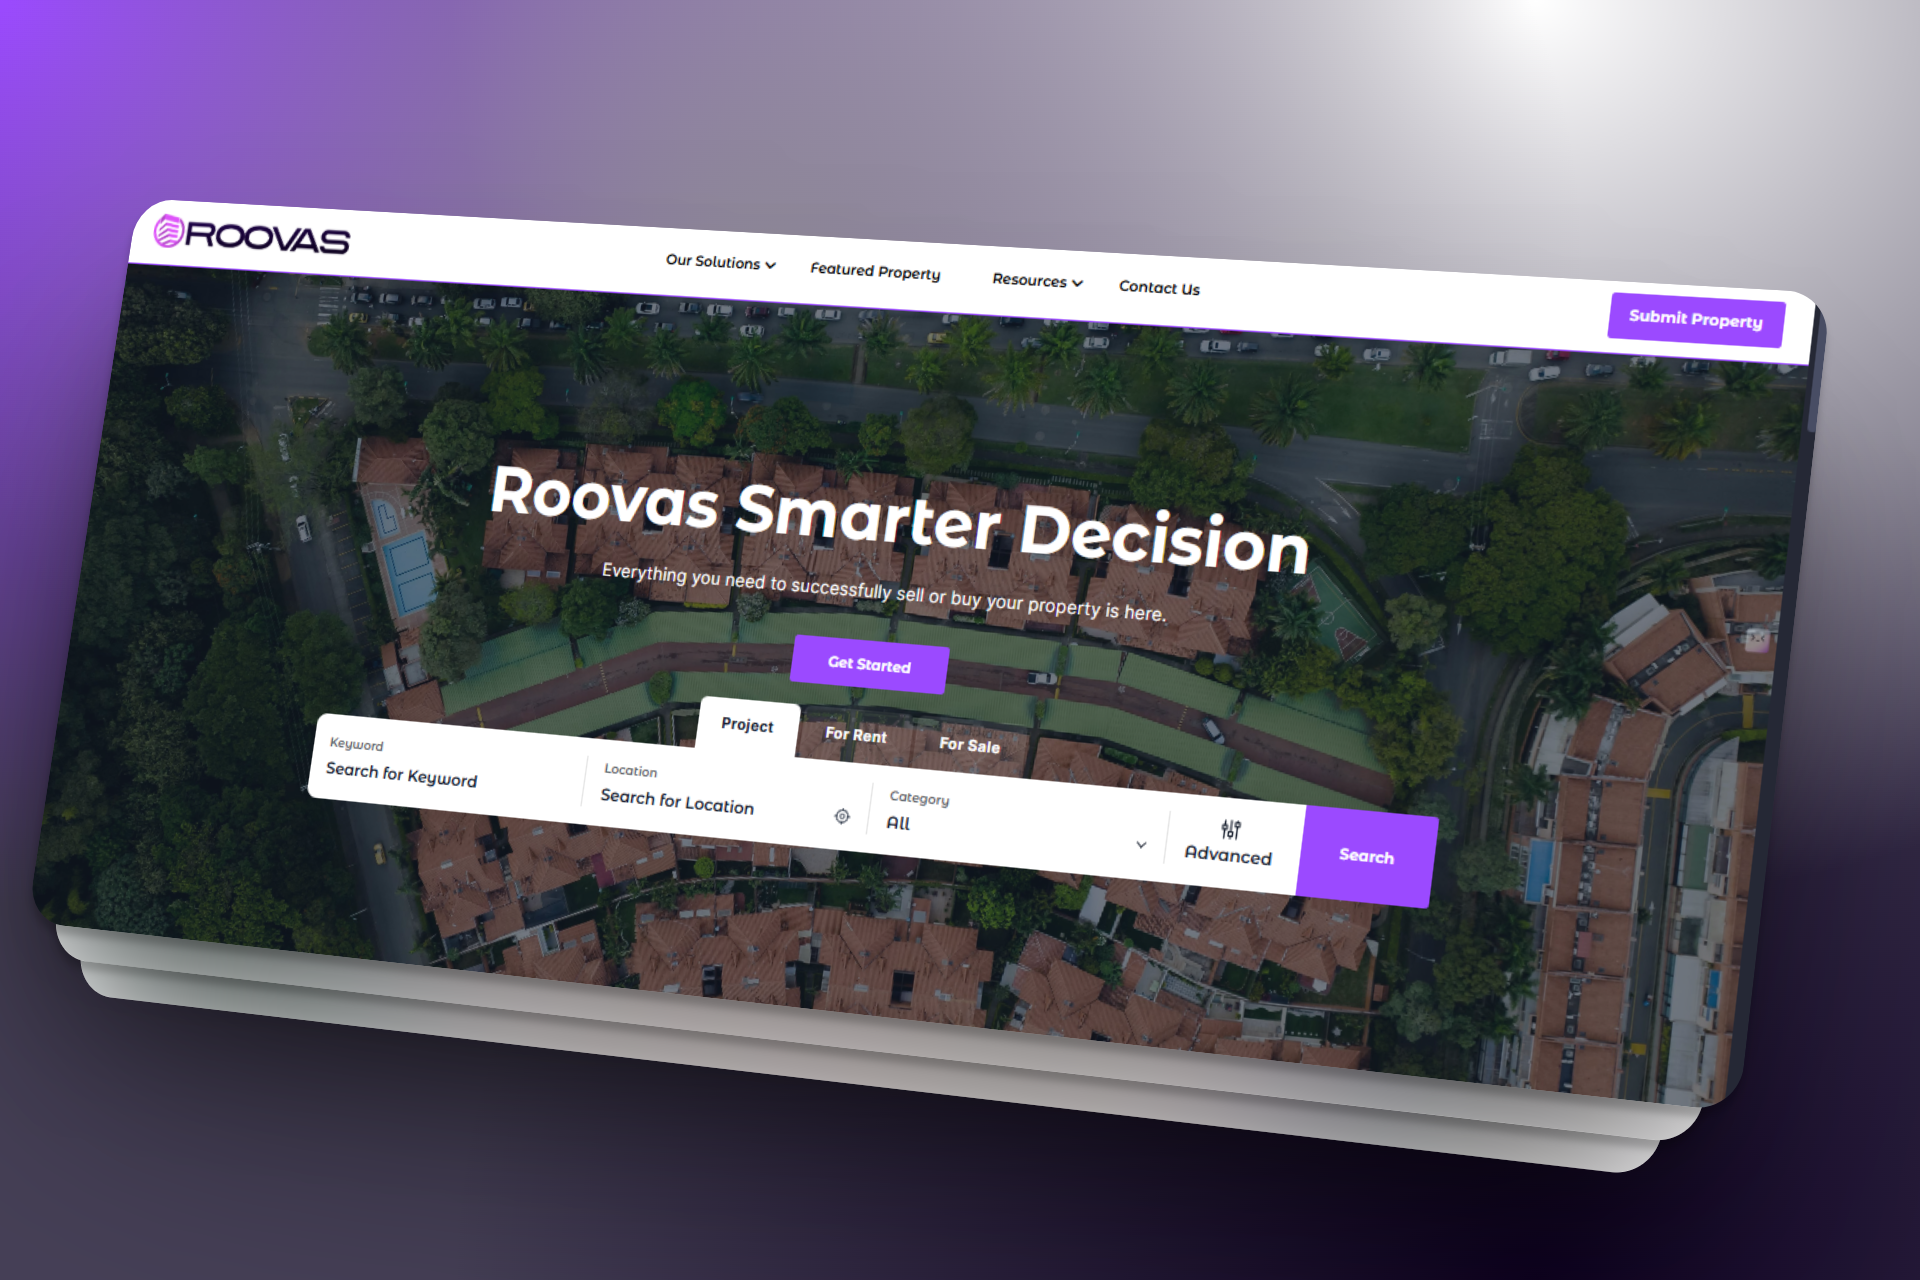 ROOVAS
Our Solutions
Featured Property
Resources
Contact Us
Submit Property
Roovas Smarter Decision
Everything you need to successfully sell or buy your property is here.
Get Started
Project
For Rent
For Sale
Keyword
Search for Keyword
Location
Search for Location
Category
All
Advanced
Search